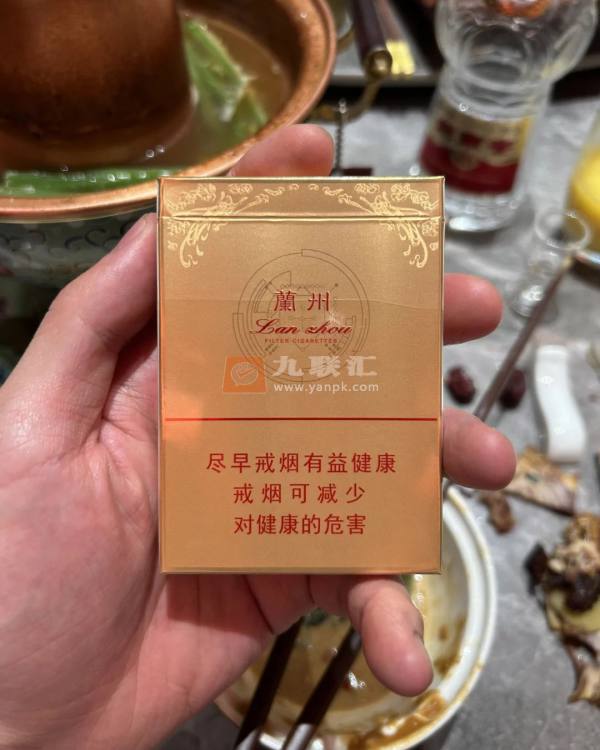 蘭州
Lan zhou
FILTER CIGARETTES
九联汇
www.yanpk.com
尽早戒烟有益健康
戒烟可减少
对健康的危害